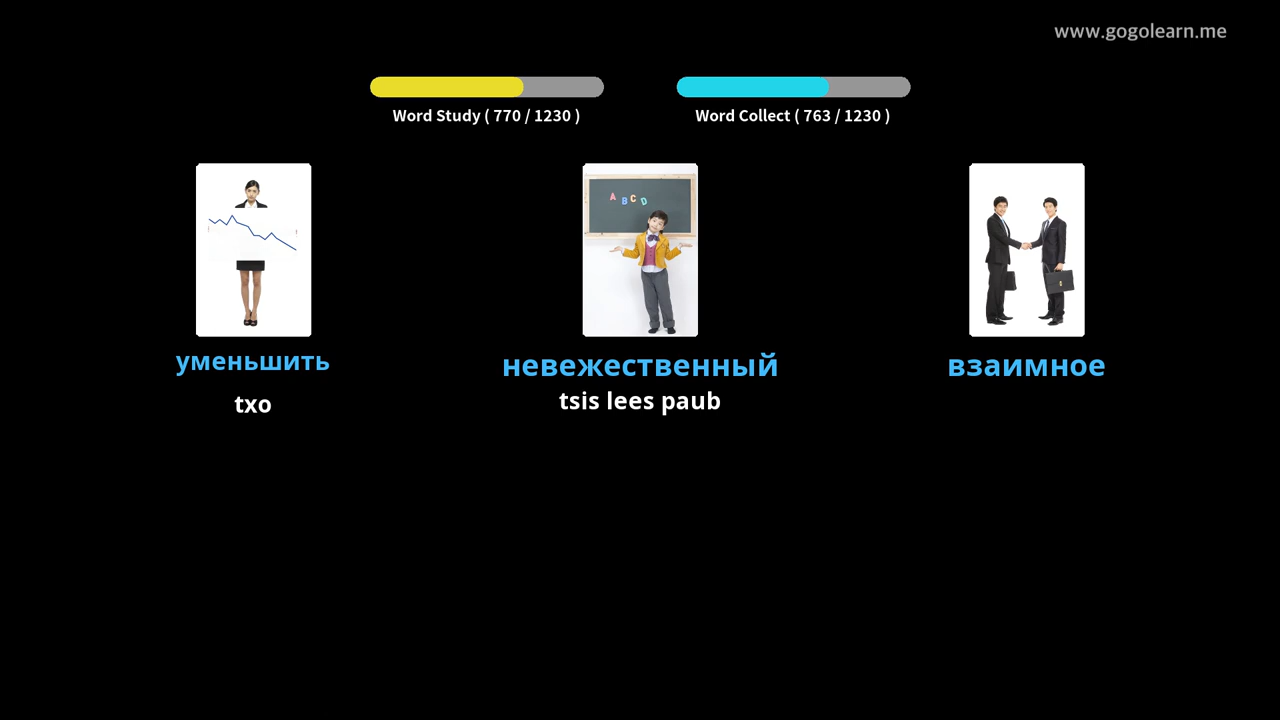 www.gogolearn.me
Word Study ( 770 / 1230 )
Word Collect ( 763 / 1230 )
A B C D
уменьшить
txo
невежественный
tsis lees paub
взаимное